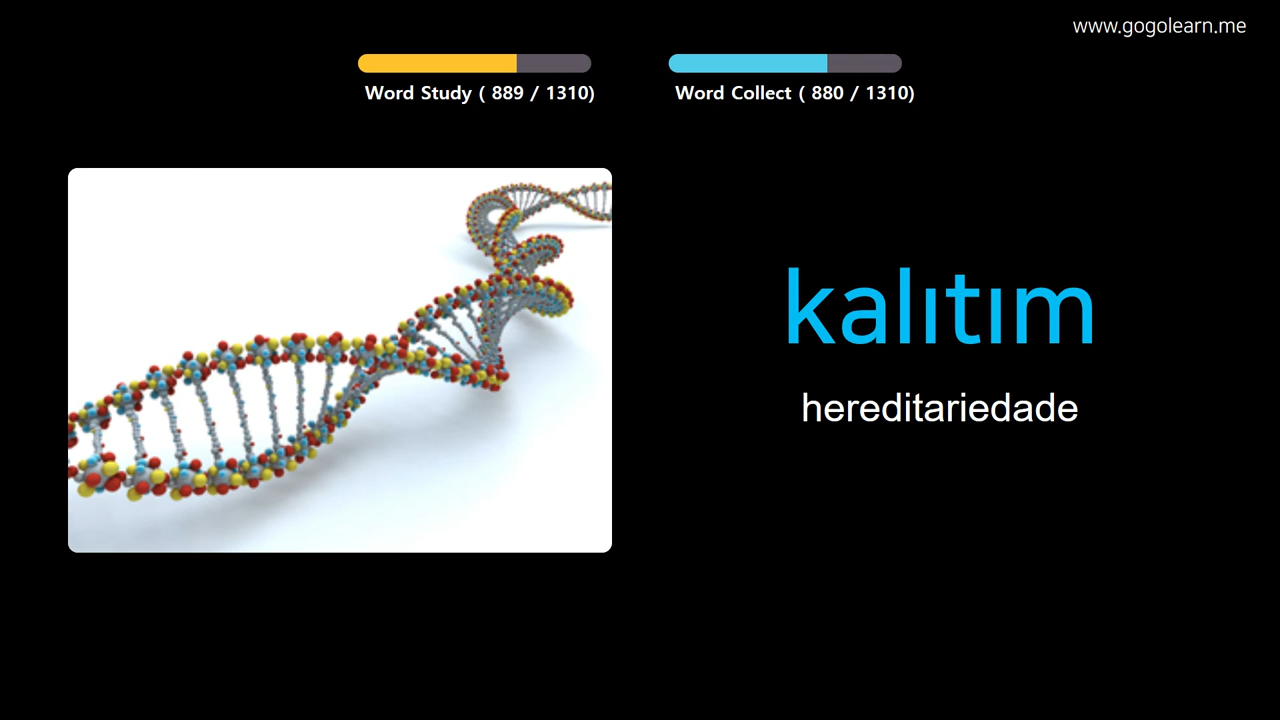 www.gogolearn.me
Word Study ( 889 / 1310)
Word Collect ( 880 / 1310)
kalıtım
hereditariedade